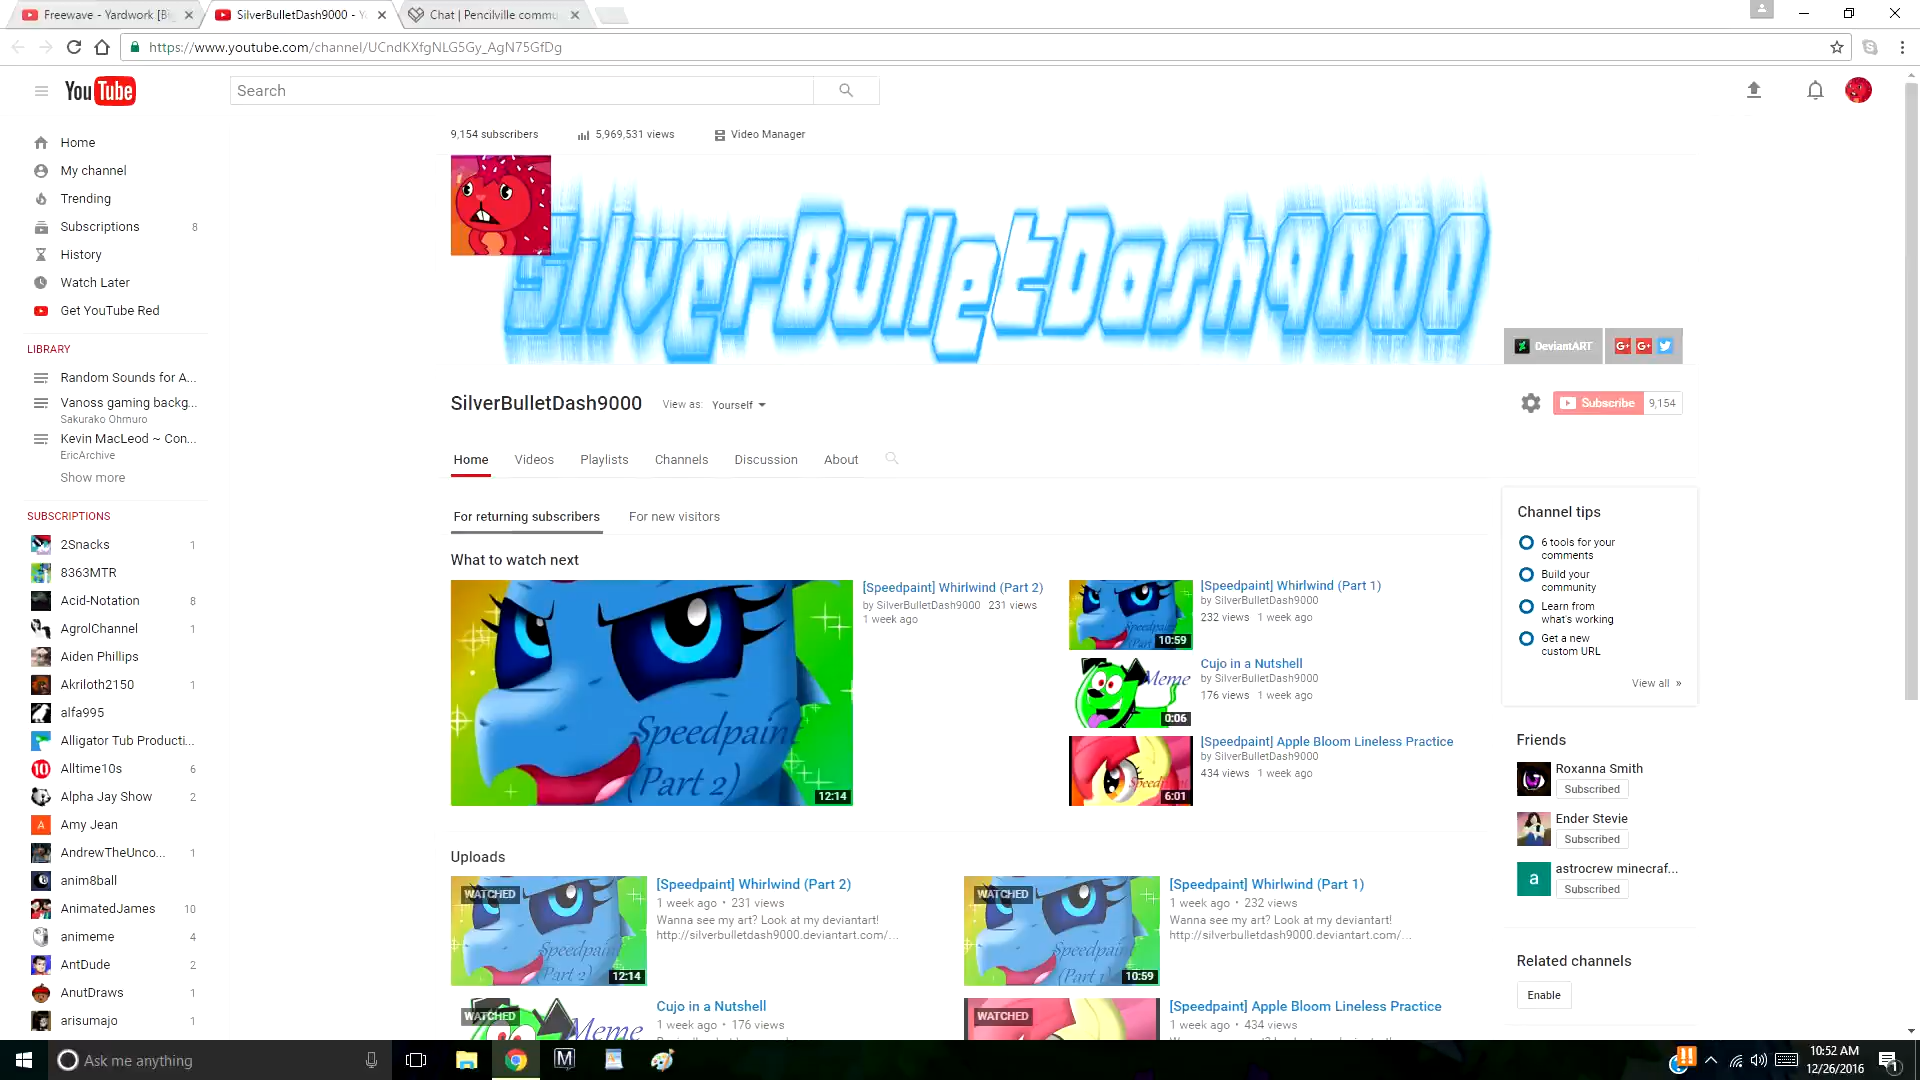 Freewave - Yardwork [Big
SilverBulletDash9000 - Yo
Chat | Pencilville commu
https://www.youtube.com/channel/UCndKXfgNLG5Gy_AgN75GfDg
YouTube
Search
9,154 subscribers
5,969,531 views
Video Manager
Home
My channel
Trending
Subscriptions 8
History
Watch Later
Get YouTube Red
LIBRARY
Random Sounds for A...
Vanoss gaming backg...
Sakurako Ohmuro
Kevin MacLeod ~ Con...
EricArchive
Show more
SUBSCRIPTIONS
2Snacks 1
8363MTR
Acid-Notation 8
AgrolChannel 1
Aiden Phillips
Akriloth2150 1
alfa995
Alligator Tub Producti...
Alltime10s 6
Alpha Jay Show 2
Amy Jean
AndrewTheUnco... 1
anim8ball
AnimatedJames 10
animeme 4
AntDude 2
AnutDraws 1
arisumajo 1
SilverBulletDash9000
DeviantART
SilverBulletDash9000
View as: Yourself
Subscribe 9,154
Home Videos Playlists Channels Discussion About
For returning subscribers For new visitors
What to watch next
Speedpaint
(Part 2)
12:14
[Speedpaint] Whirlwind (Part 2)
by SilverBulletDash9000 231 views
1 week ago
Speedpaint
(Part 1)
10:59
[Speedpaint] Whirlwind (Part 1)
by SilverBulletDash9000
232 views 1 week ago
Meme
0:06
Cujo in a Nutshell
by SilverBulletDash9000
176 views 1 week ago
Speedpaint
6:01
[Speedpaint] Apple Bloom Lineless Practice
by SilverBulletDash9000
434 views 1 week ago
Uploads
WATCHED
Speedpaint
(Part 2)
12:14
[Speedpaint] Whirlwind (Part 2)
1 week ago • 231 views
Wanna see my art? Look at my deviantart!
http://silverbulletdash9000.deviantart.com/...
WATCHED
Speedpaint
(Part 1)
10:59
[Speedpaint] Whirlwind (Part 1)
1 week ago • 232 views
Wanna see my art? Look at my deviantart!
http://silverbulletdash9000.deviantart.com/...
WATCHED
Meme
Cujo in a Nutshell
1 week ago • 176 views
WATCHED
[Speedpaint] Apple Bloom Lineless Practice
1 week ago • 434 views
Channel tips
6 tools for your
comments
Build your
community
Learn from
what's working
Get a new
custom URL
View all »
Friends
Roxanna Smith
Subscribed
Ender Stevie
Subscribed
a
astrocrew minecraf...
Subscribed
Related channels
Enable
Ask me anything
10:52 AM
12/26/2016
1